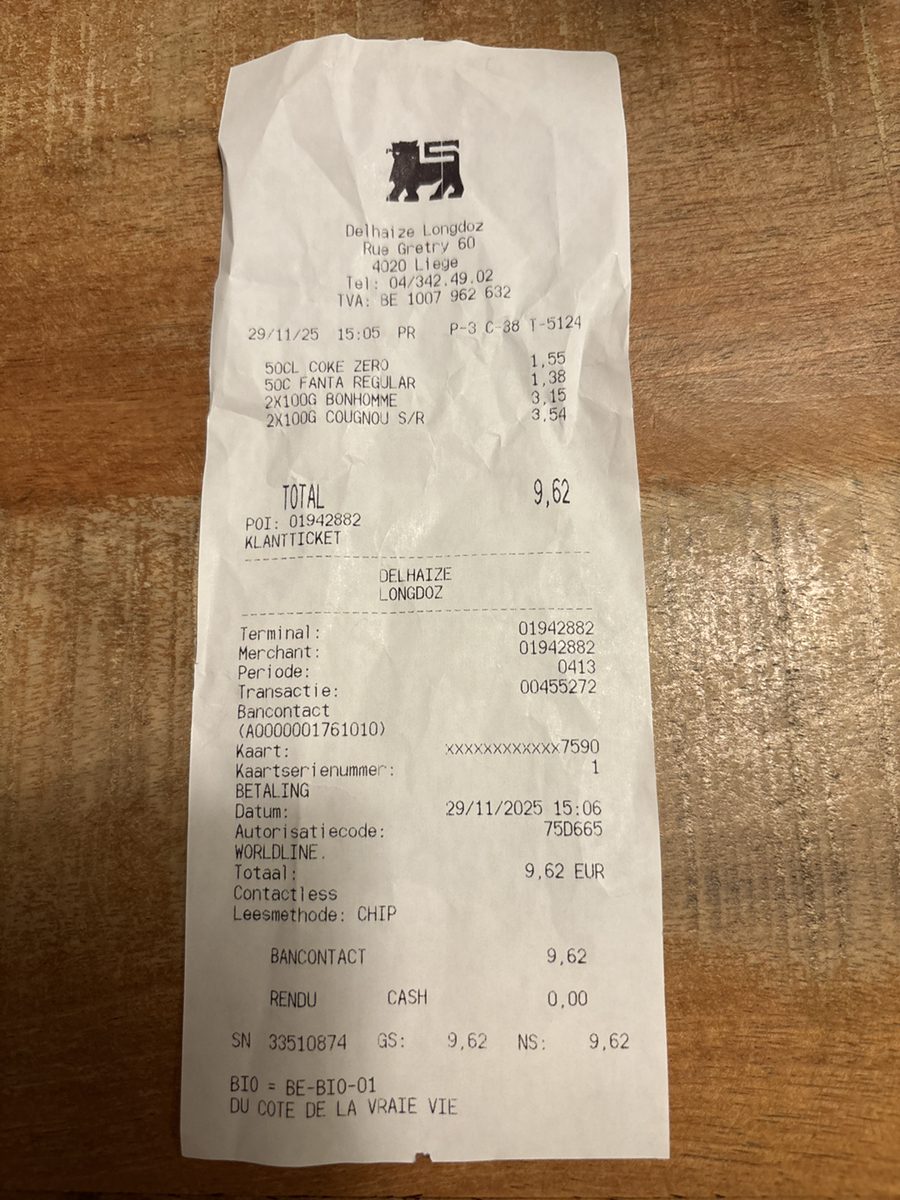 Delhaize Longdoz
Rue Gretry 60
4020 Liege
Tel: 04/342.49.02
TVA: BE 1007 962 632
29/11/25 15:05 PR P-3 C-38 T-5124
50CL COKE ZERO 1,55
50C FANTA REGULAR 1,38
2X100G BONHOMME 3,15
2X100G COUGNOU S/R 3,54
TOTAL 9,62
POI: 01942882
KLANTTICKET
DELHAIZE
LONGDOZ
Terminal: 01942882
Merchant: 01942882
Periode: 0413
Transactie: 00455272
Bancontact
(A0000001761010)
Kaart: xxxxxxxxxxxx7590
Kaartserienummer: 1
BETALING
Datum: 29/11/2025 15:06
Autorisatiecode: 75D665
WORLDLINE.
Totaal: 9,62 EUR
Contactless
Leesmethode: CHIP
BANCONTACT 9,62
RENDU CASH 0,00
SN 33510874 GS: 9,62 NS: 9,62
BIO = BE-BIO-01
DU COTE DE LA VRAIE VIE